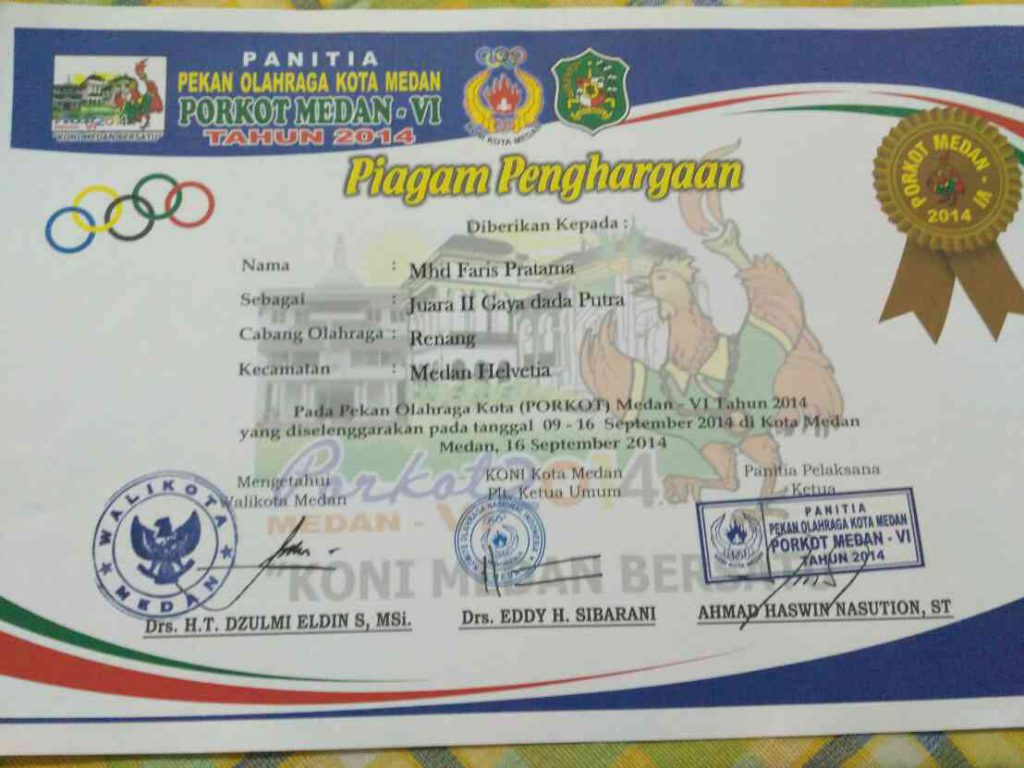 PANITIA
PEKAN OLAHRAGA KOTA MEDAN
PORKOT MEDAN - VI
TAHUN 2014
"KONI MEDAN BERSATU"
KONI KOTA MEDAN
PORKOT MEDAN - VI
2014
Piagam Penghargaan
Diberikan Kepada :
Nama : Mhd Faris Pratama
Sebagai : Juara II Gaya dada Putra
Cabang Olahraga : Renang
Kecamatan : Medan Helvetia
Pada Pekan Olahraga Kota (PORKOT) Medan - VI Tahun 2014
yang diselenggarakan pada tanggal 09 - 16 September 2014 di Kota Medan
Medan, 16 September 2014
Mengetahui
Walikota Medan
KONI Kota Medan
Plt. Ketua Umum
Panitia Pelaksana
Ketua
Porkot 2014
MEDAN - VI
"KONI MEDAN BERSATU"
WALIKOTA
MEDAN
PANITIA
PEKAN OLAHRAGA KOTA MEDAN
PORKOT MEDAN - VI
TAHUN 2014
Drs. H.T. DZULMI ELDIN S, MSi.
Drs. EDDY H. SIBARANI
AHMAD HASWIN NASUTION, ST